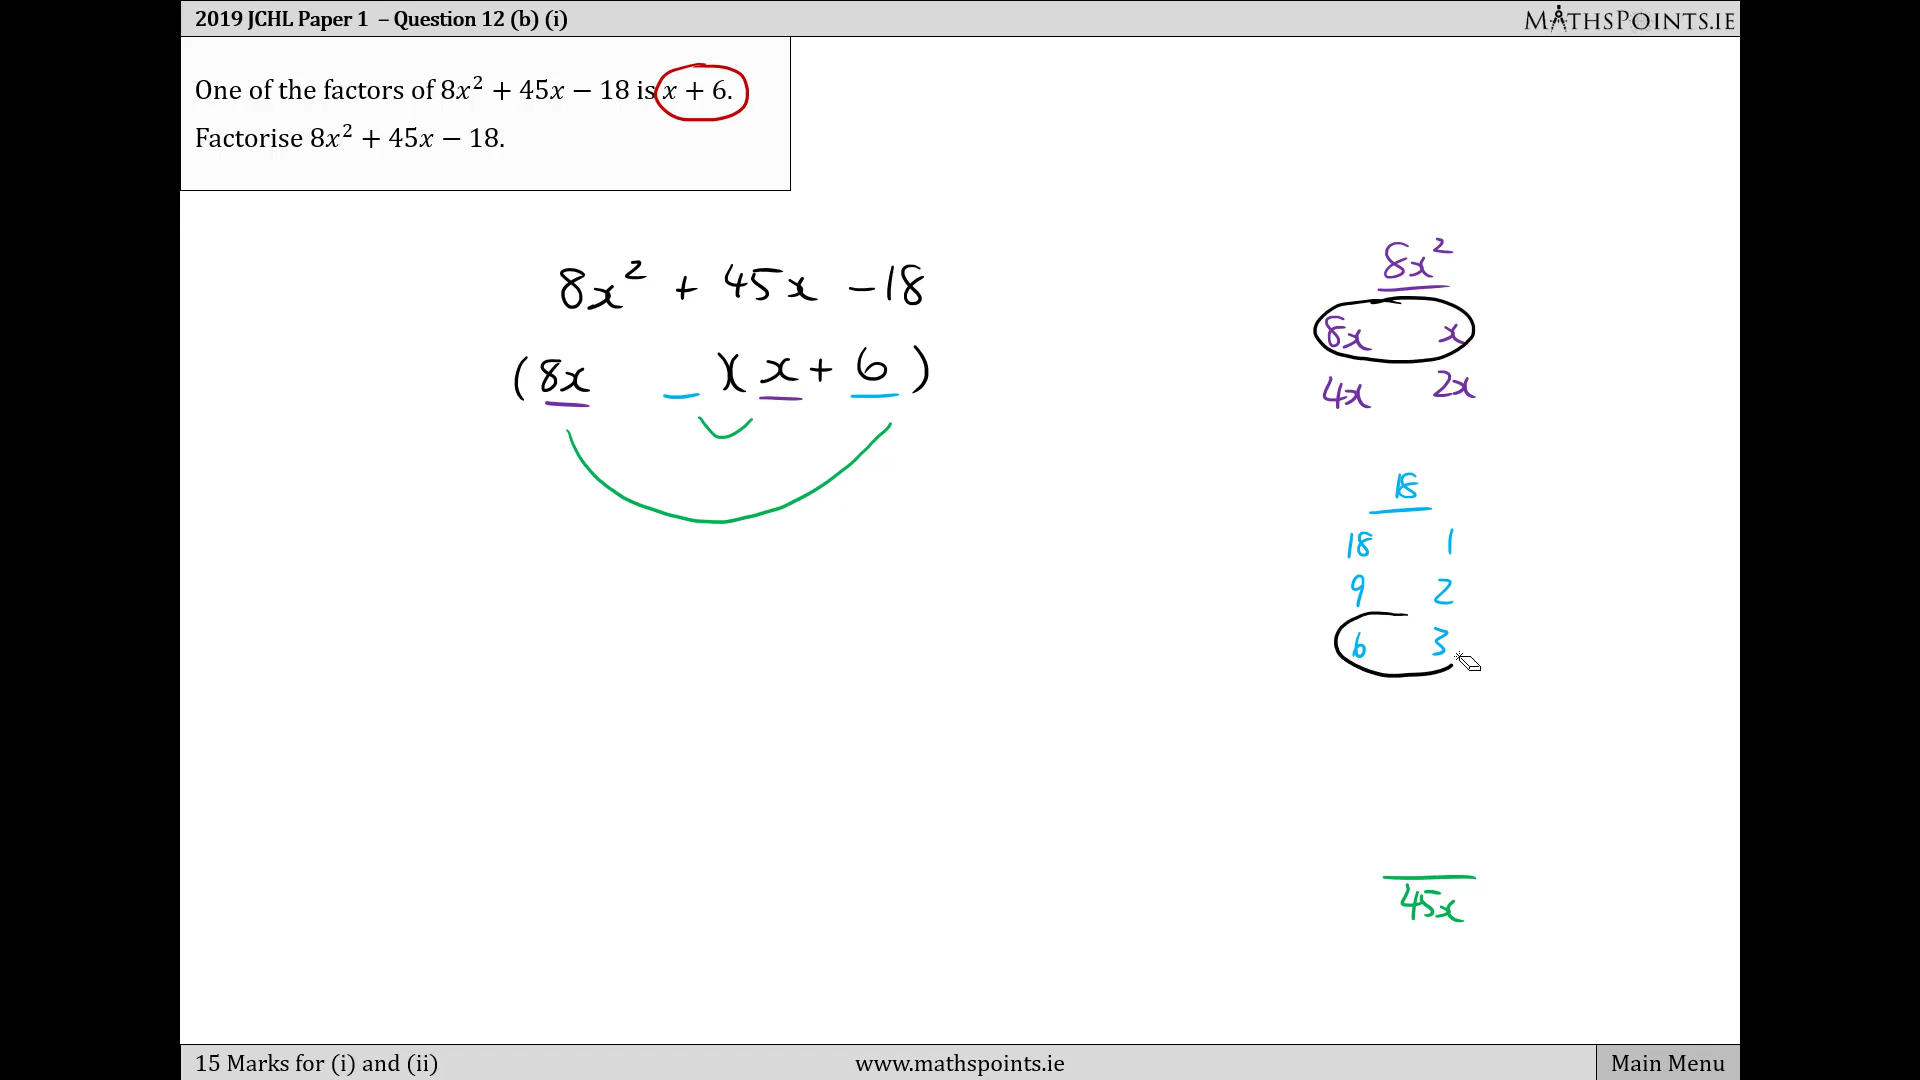 2019 JCHL Paper 1 – Question 12 (b) (i)
MATHSPOINTS.IE
One of the factors of 8x² + 45x − 18 is x + 6.
Factorise 8x² + 45x − 18.
8x² + 45x −18
(8x _)(x + 6)
8x²
8x x
4x 2x
18
18 1
9 2
6 3
45x
15 Marks for (i) and (ii)
www.mathspoints.ie
Main Menu